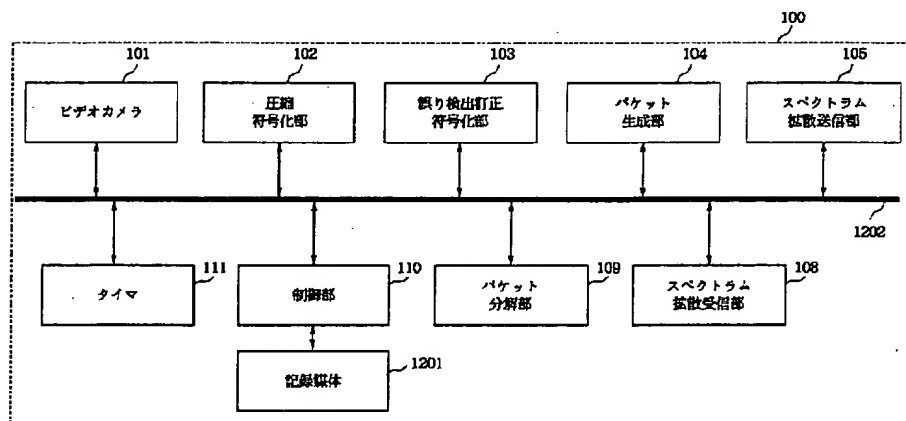 100
101
102
103
104
105
ビデオカメラ
圧縮
符号化部
誤り検出訂正
符号化部
パケット
生成部
スペクトラム
拡散送信部
1202
111
110
109
108
タイマ
制御部
パケット
分解部
スペクトラム
拡散受信部
1201
記録媒体